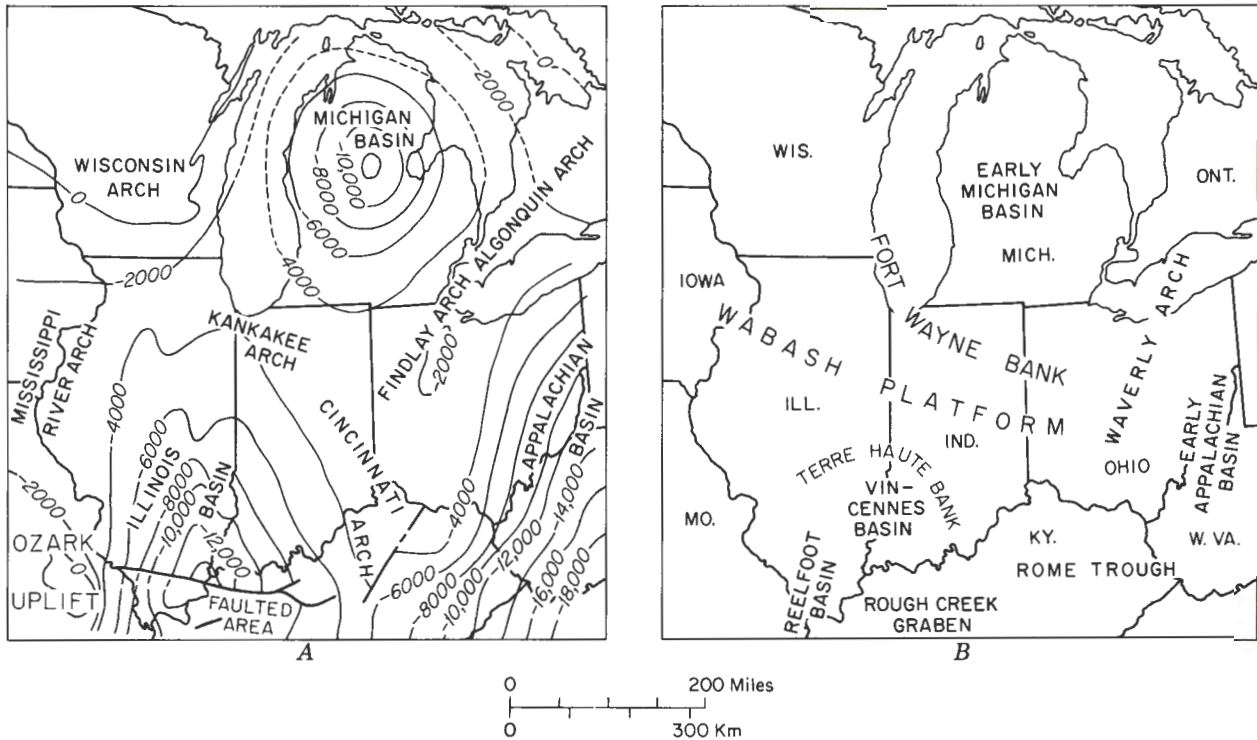 0
-2000
0
MICHIGAN
BASIN
-10,000
-8000
-6000
-4000
WISCONSIN
ARCH
0
-2000
ALGONQUIN ARCH
FINDLAY ARCH
-2000
KANKAKEE
ARCH
MISSISSIPPI
RIVER ARCH
-4000
-6000
-8000
-10,000
-12,000
ILLINOIS
BASIN
CINCINNATI
ARCH
APPALACHIAN
BASIN
-2000
0
OZARK
UPLIFT
FAULTED
AREA
-4000
-6000
-8000
-10,000
-12,000
-14,000
-16,000
-18,000
A
WIS.
EARLY
MICHIGAN
BASIN
ONT.
MICH.
IOWA
FORT
WAYNE BANK
WABASH
PLATFORM
WAVERLY ARCH
ILL.
IND.
OHIO
EARLY
APPALACHIAN
BASIN
TERRE HAUTE BANK
VIN-
CENNES
BASIN
MO.
KY.
W. VA.
REELFOOT
BASIN
ROME TROUGH
ROUGH CREEK
GRABEN
B
0 200 Miles
0 300 Km